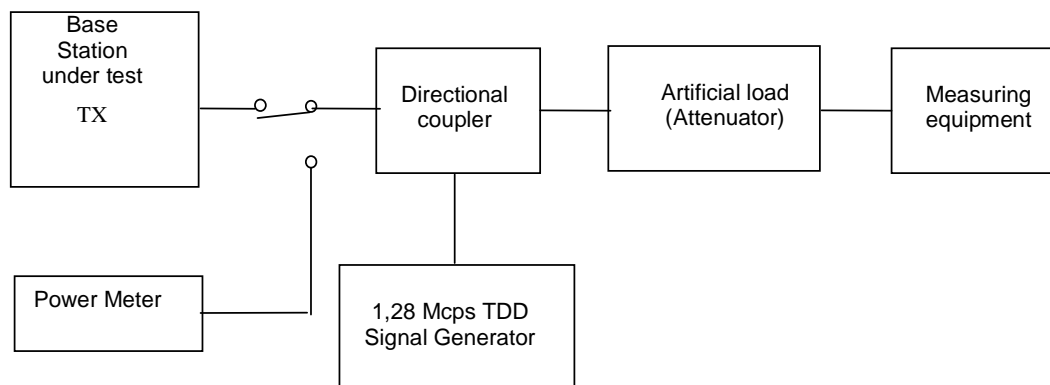 Base
Station
under test
TX
Directional
coupler
Artificial load
(Attenuator)
Measuring
equipment
Power Meter
1,28 Mcps TDD
Signal Generator